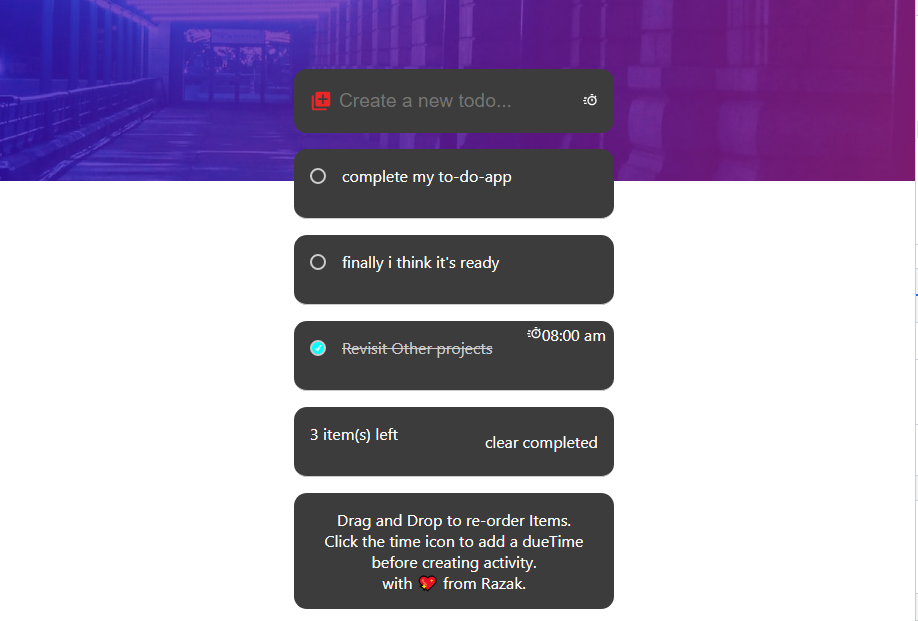 Create a new todo...
complete my to-do-app
finally i think it's ready
08:00 am
Revisit Other projects
3 item(s) left
clear completed
Drag and Drop to re-order Items.
Click the time icon to add a dueTime
before creating activity.
with 💖 from Razak.